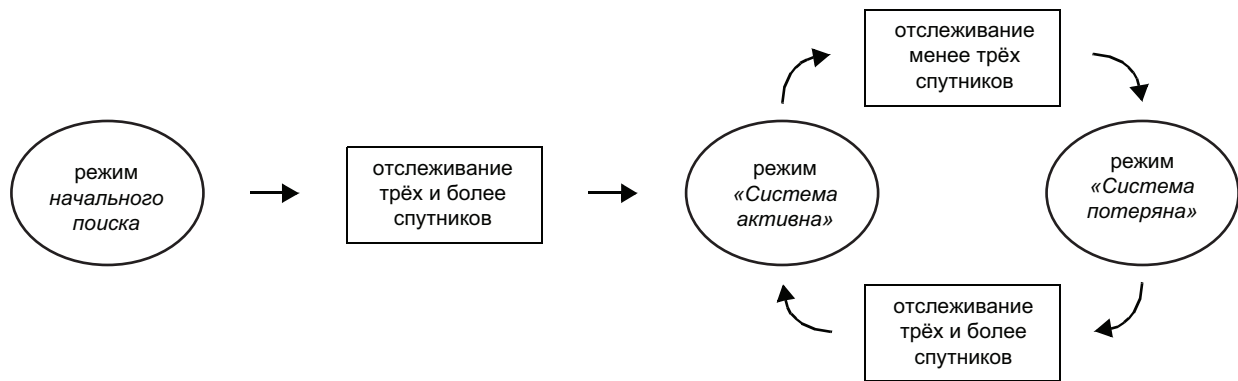 режим
начального
поиска
отслеживание
трёх и более
спутников
режим
«Система
активна»
отслеживание
менее трёх
спутников
режим
«Система
потеряна»
отслеживание
трёх и более
спутников